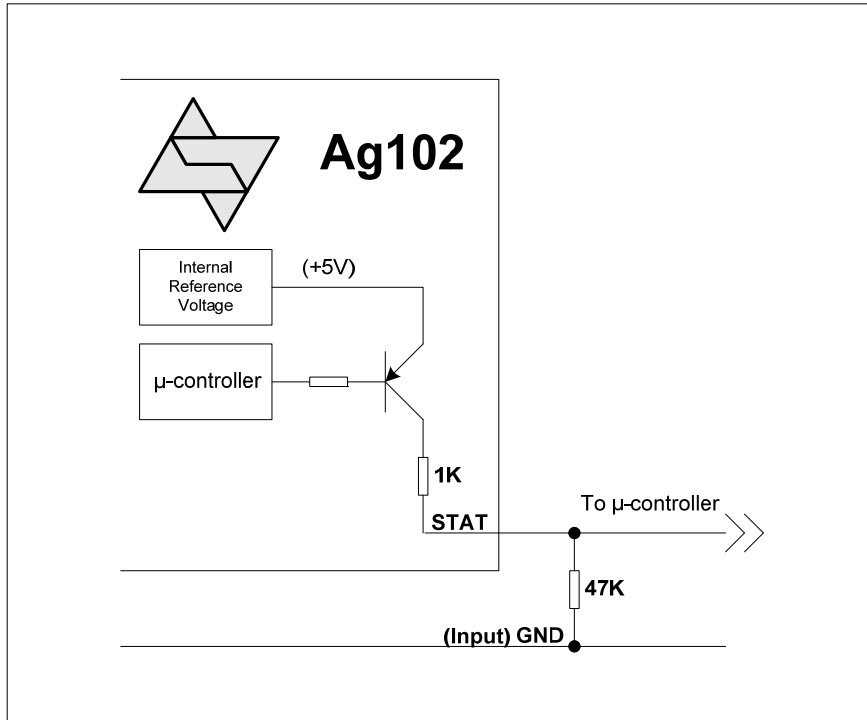 Ag102
Internal
Reference
Voltage
(+5V)
µ-controller
1K
STAT
To µ-controller
47K
(Input) GND